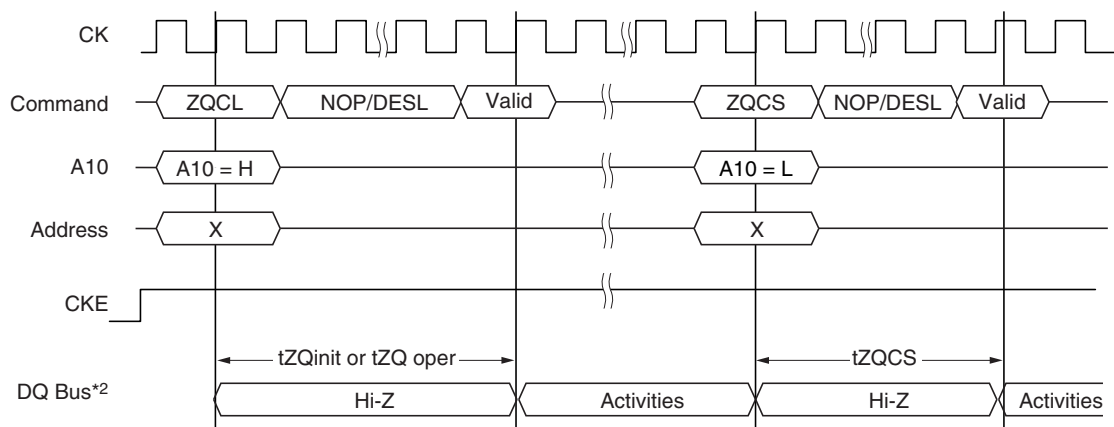 CK
Command ZQCL NOP/DESL Valid ZQCS NOP/DESL Valid
A10 A10 = H A10 = L
Address X X
CKE
tZQinit or tZQ oper tZQCS
DQ Bus*2 Hi-Z Activities Hi-Z Activities